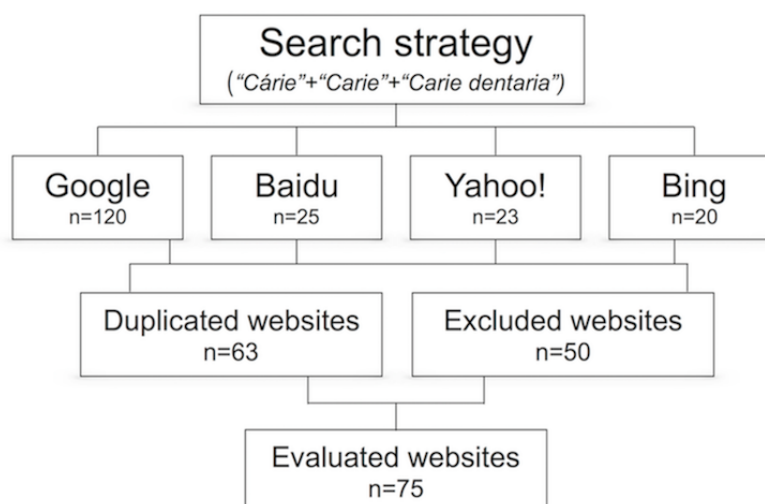 Search strategy
(“Cárie”+“Carie”+“Carie dentaria”)
Google
n=120
Baidu
n=25
Yahoo!
n=23
Bing
n=20
Duplicated websites
n=63
Excluded websites
n=50
Evaluated websites
n=75